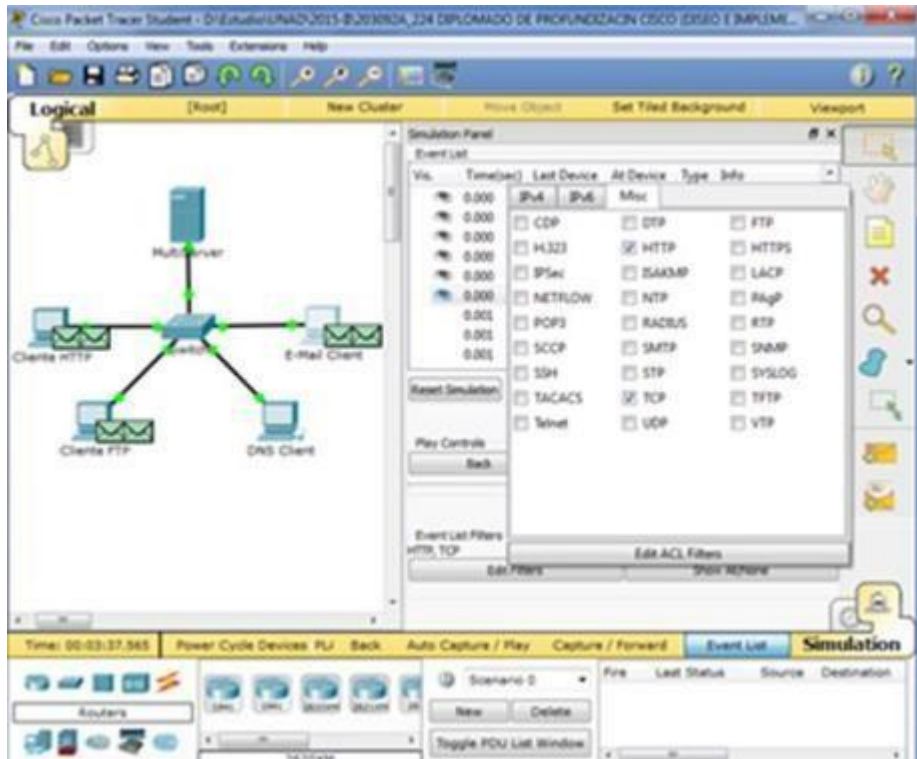 Cisco Packet Tracer Student - D:\Estudio\UNAD\2015-B\203092A_224 DIPLOMADO DE PROFUNDIZACIN CISCO (DISEO E IMPLEME...
File Edit Options View Tools Extensions Help
Logical [Root] New Cluster Move Object Set Tiled Background Viewport
Simulation Panel
Event List
Vis. Time(sec) Last Device At Device Type Info
IPv4 IPv6 Misc
0.000
0.000
0.000
0.000
0.000
0.000
0.001
0.001
0.001
CDP DTP FTP
H.323 HTTP HTTPS
IPSec ISAKMP LACP
NETFLOW NTP PAgP
POP3 RADIUS RTP
SCCP SMTP SNMP
SSH STP SYSLOG
TACACS TCP TFTP
Telnet UDP VTP
Edit ACL Filters
Reset Simulation
Play Controls
Back
Event List Filters
HTTP, TCP
Edit Filters Show All/None
MultiServer
Switch
Cliente HTTP
E-Mail Client
Cliente FTP
DNS Client
Time: 00:03:37.565 Power Cycle Devices PLI Back Auto Capture / Play Capture / Forward Event List Simulation
Routers
Scenario 0
New Delete
Toggle PDU List Window
Fire Last Status Source Destination